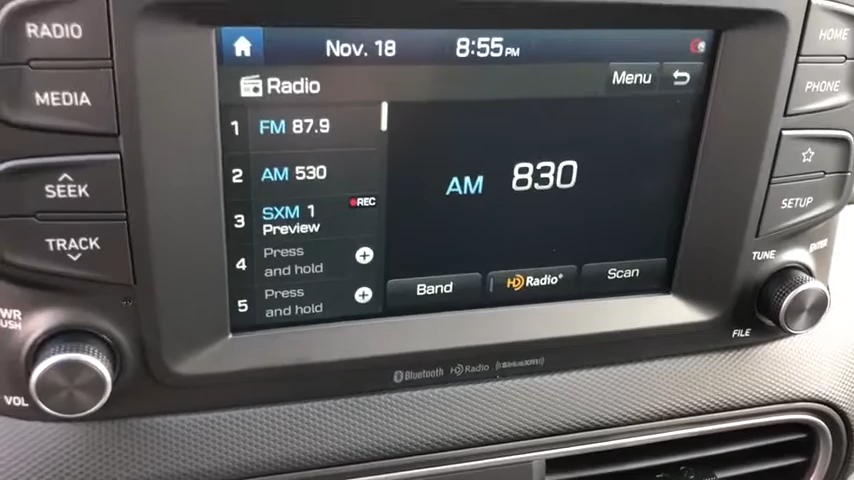 RADIO
MEDIA
SEEK
TRACK
PWR
PUSH
VOL
Nov. 18
8:55PM
Radio
Menu
1 FM 87.9
2 AM 530
3 SXM 1 REC
Preview
4 Press
and hold
5 Press
and hold
AM 830
Band
HD Radio®
Scan
Bluetooth HD Radio SiriusXM
HOME
PHONE
SETUP
TUNE
ENTER
FILE